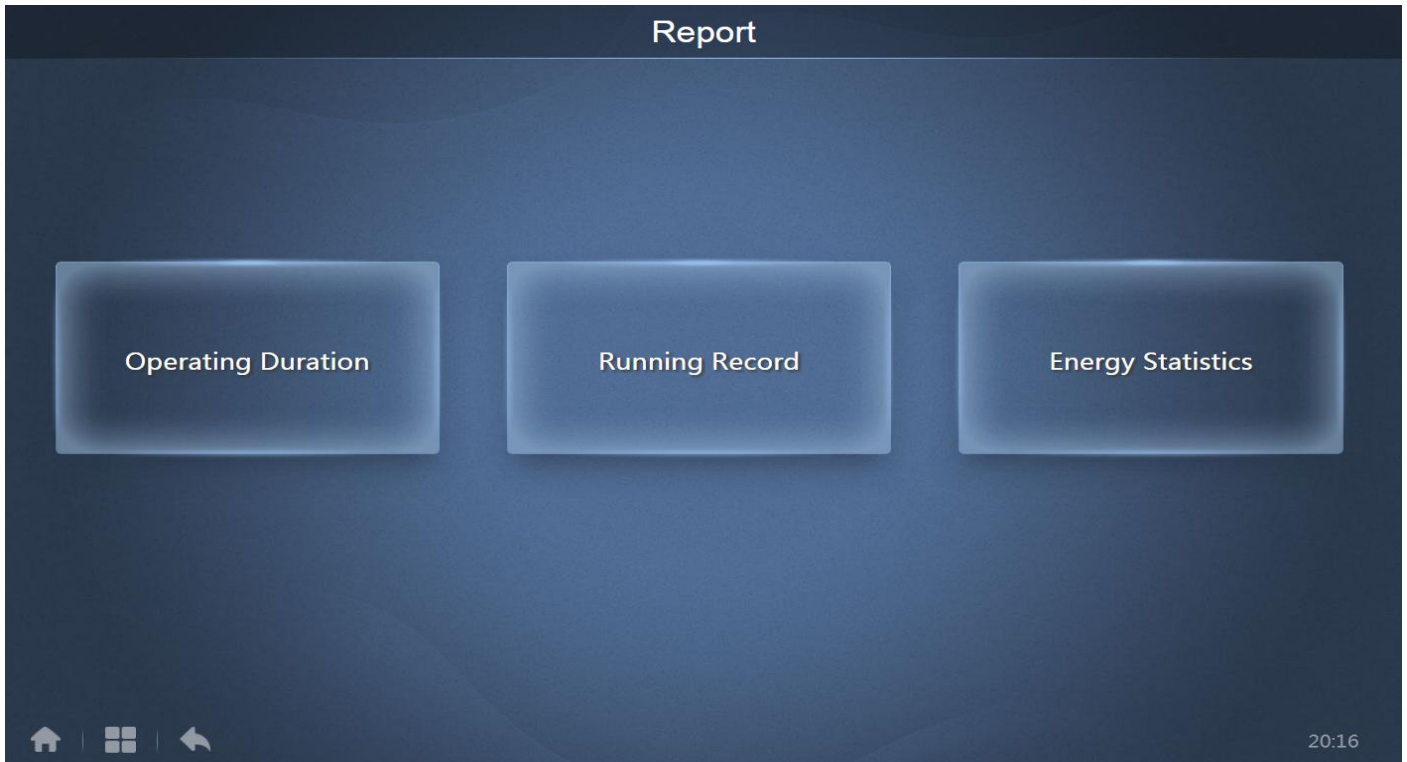 Report
Operating Duration
Running Record
Energy Statistics
20:16